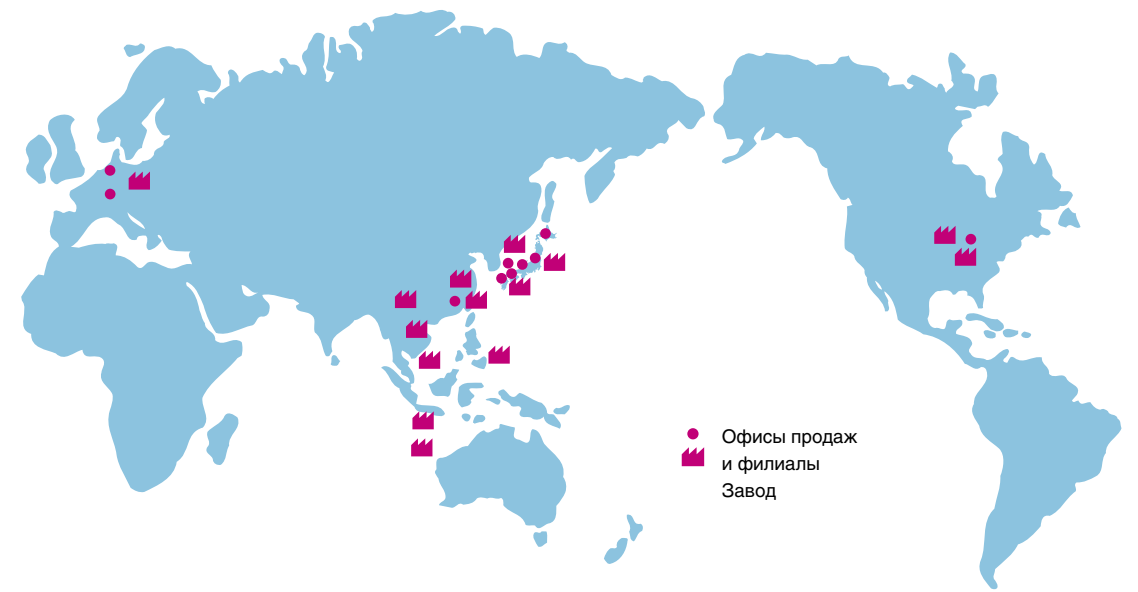 Офисы продаж
и филиалы
Завод